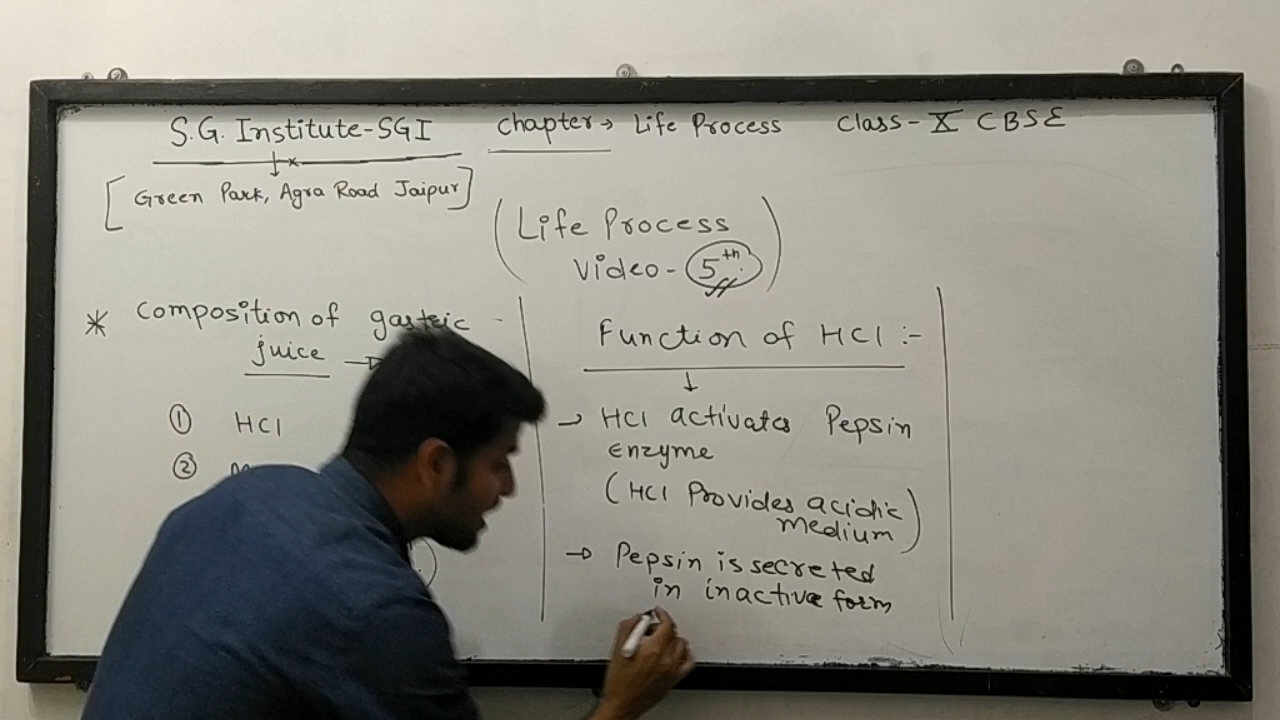 S.G. Institute-SGI
Chapter → Life Process
Class - X CBSE
[Green Park, Agra Road Jaipur]
(Life Process
Video - 5th)
* Composition of gastric
juice →
① HCl
②
Function of HCl :-
→ HCl activates Pepsin
Enzyme
(HCl Provides acidic
medium)
→ Pepsin is secreted
in inactive form